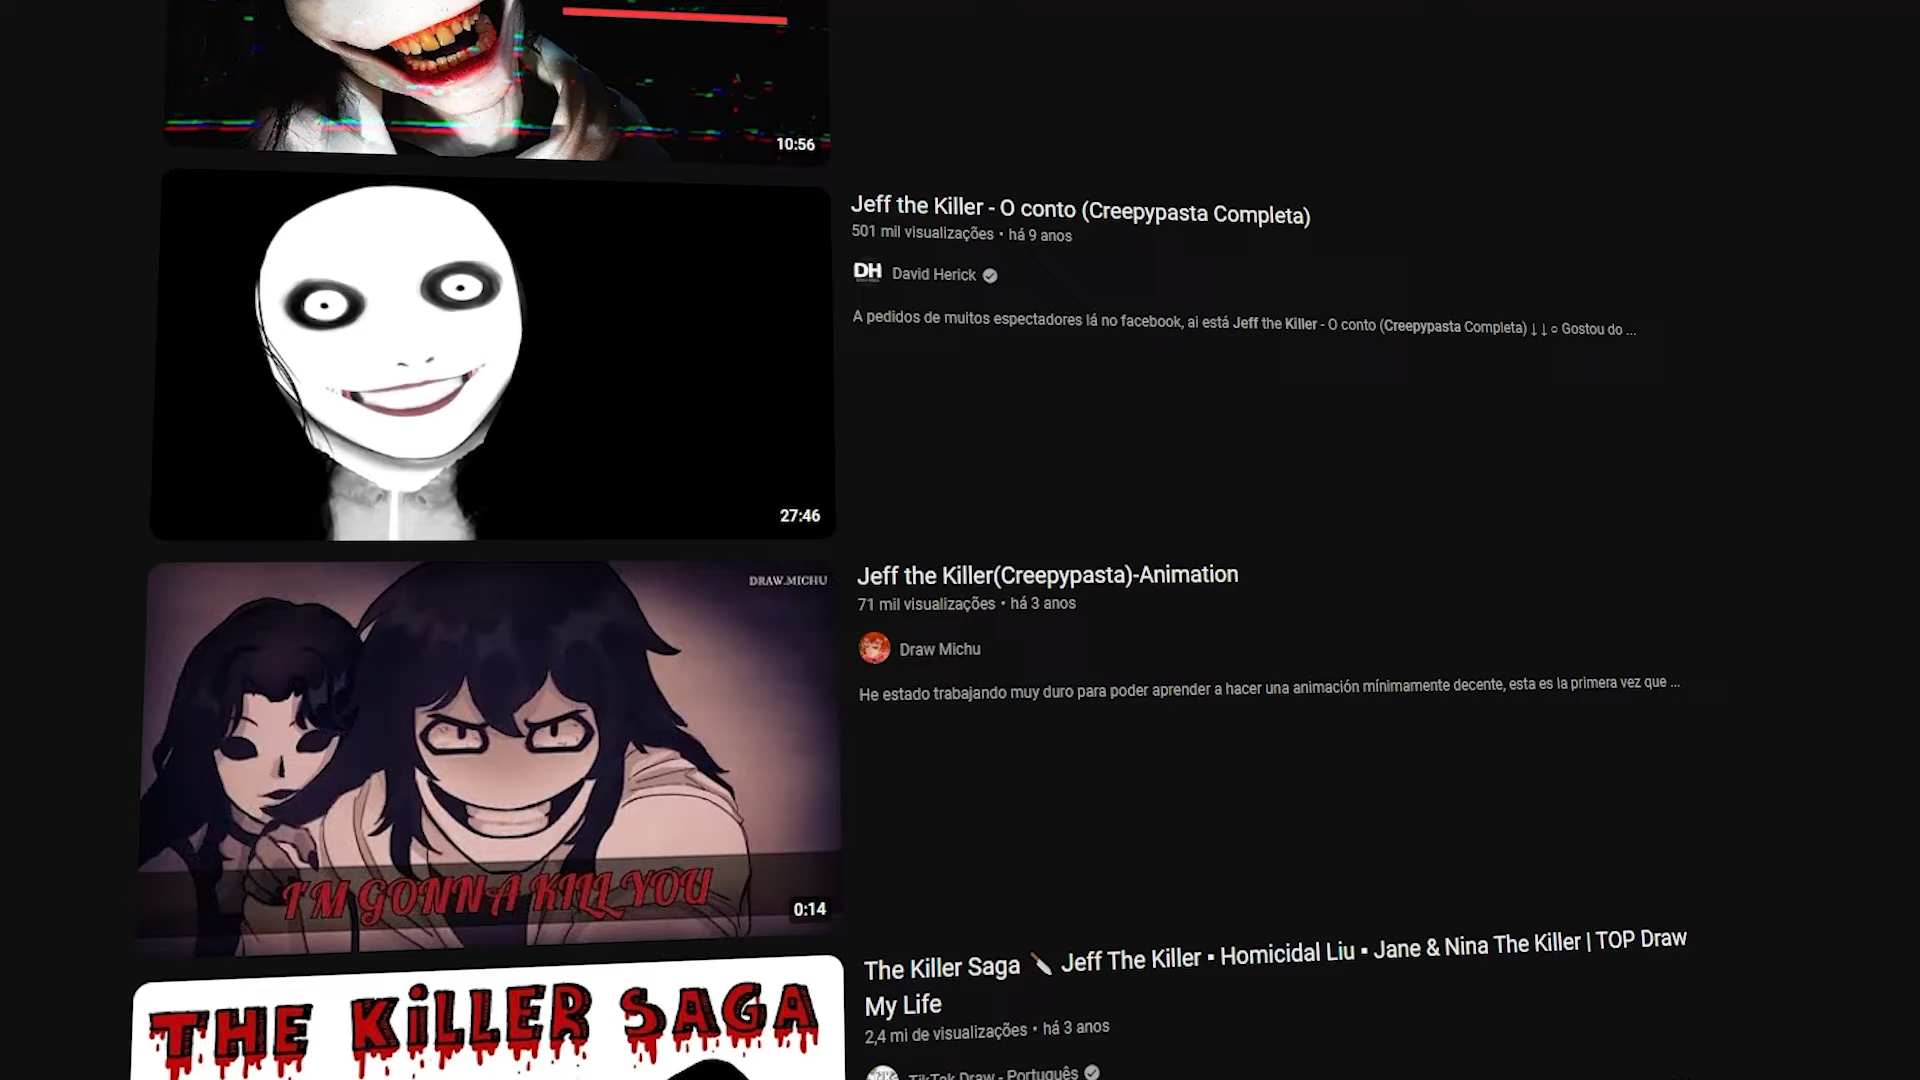 10:56
Jeff the Killer - O conto (Creepypasta Completa)
501 mil visualizações • há 9 anos
DH David Herick
A pedidos de muitos espectadores lá no facebook, ai está Jeff the Killer - O conto (Creepypasta Completa) ↓ ↓ ○ Gostou do ...
27:46
DRAW.MICHU
I'M GONNA KILL YOU
0:14
Jeff the Killer(Creepypasta)-Animation
71 mil visualizações • há 3 anos
Draw Michu
He estado trabajando muy duro para poder aprender a hacer una animación mínimamente decente, esta es la primera vez que ...
THE KiLLER SAGA
The Killer Saga 🔪 Jeff The Killer ▪ Homicidal Liu ▪ Jane & Nina The Killer | TOP Draw
My Life
2,4 mi de visualizações • há 3 anos
TikTok Draw - Português